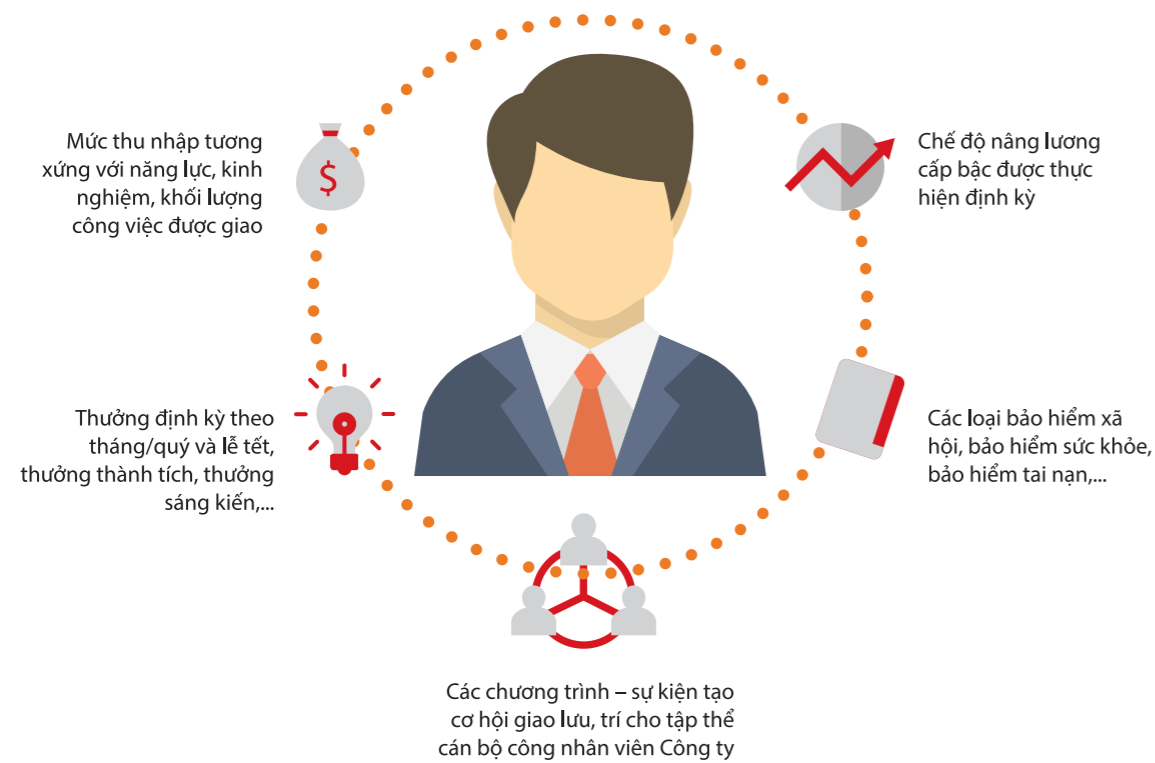 Mức thu nhập tương
xứng với năng lực, kinh
nghiệm, khối lượng
công việc được giao
$
Chế độ nâng lương
cấp bậc được thực
hiện định kỳ
Thưởng định kỳ theo
tháng/quý và lễ tết,
thưởng thành tích, thưởng
sáng kiến,...
Các loại bảo hiểm xã
hội, bảo hiểm sức khỏe,
bảo hiểm tai nạn,...
Các chương trình – sự kiện tạo
cơ hội giao lưu, trí cho tập thể
cán bộ công nhân viên Công ty